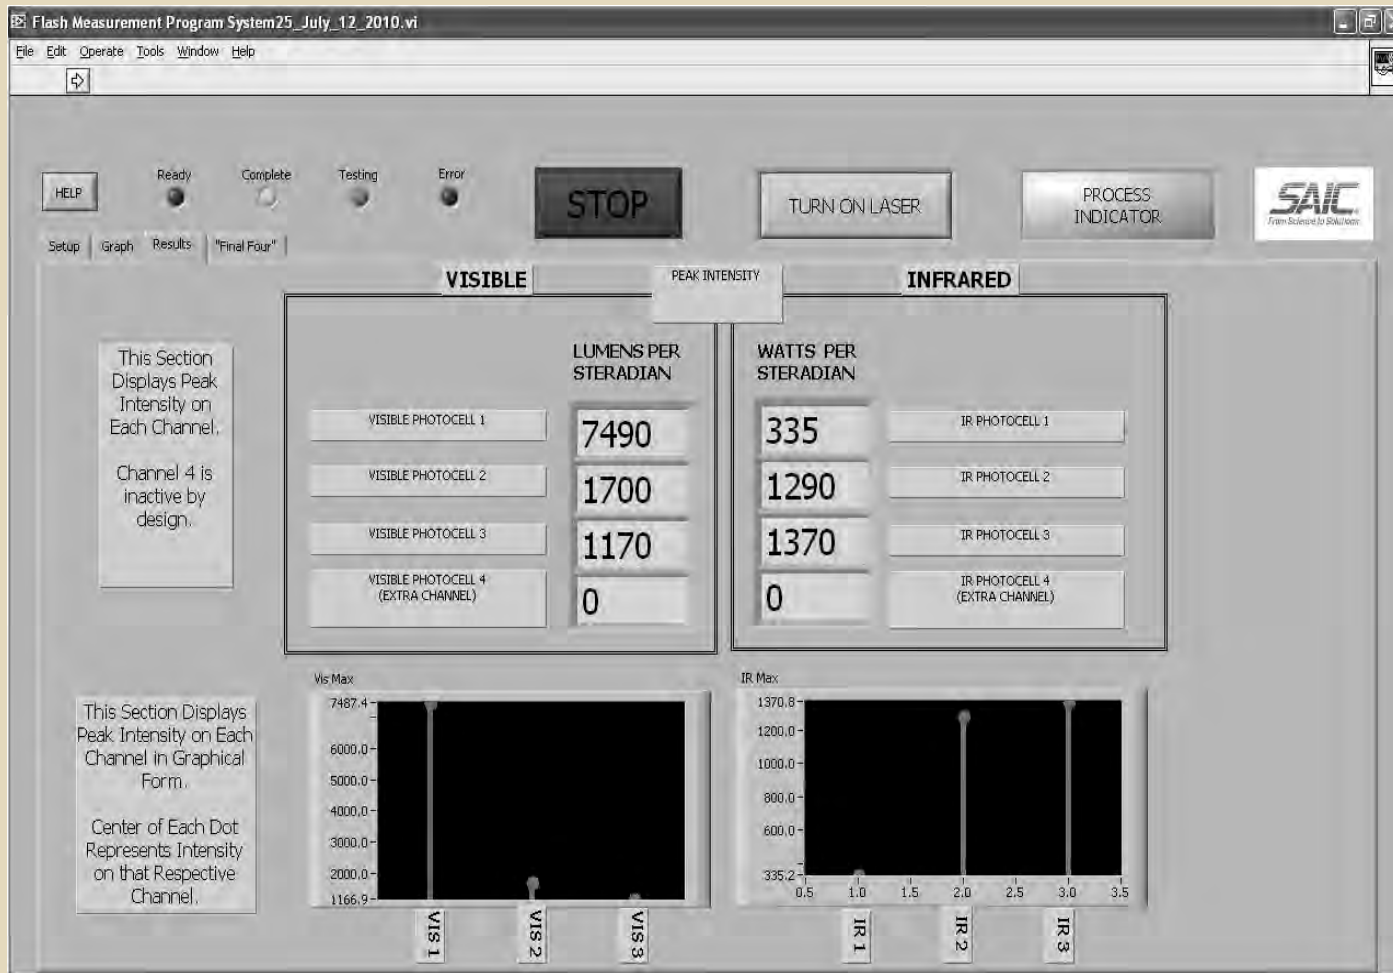 Flash Measurement Program System25_July_12_2010.vi
File Edit Operate Tools Window Help
HELP
Ready
Complete
Testing
Error
STOP
TURN ON LASER
PROCESS
INDICATOR
SAIC
From Science to Solutions
Setup
Graph
Results
"Final Four"
VISIBLE
PEAK INTENSITY
INFRARED
This Section
Displays Peak
Intensity on
Each Channel.
Channel 4 is
inactive by
design.
LUMENS PER
STERADIAN
WATTS PER
STERADIAN
VISIBLE PHOTOCELL 1
7490
335
IR PHOTOCELL 1
VISIBLE PHOTOCELL 2
1700
1290
IR PHOTOCELL 2
VISIBLE PHOTOCELL 3
1170
1370
IR PHOTOCELL 3
VISIBLE PHOTOCELL 4
(EXTRA CHANNEL)
0
0
IR PHOTOCELL 4
(EXTRA CHANNEL)
This Section Displays
Peak Intensity on Each
Channel in Graphical
Form.
Center of Each Dot
Represents Intensity
on that Respective
Channel.
Vis Max
7487.4
6000.0
5000.0
4000.0
3000.0
2000.0
1166.9
VIS 1
VIS 2
VIS 3
IR Max
1370.8
1200.0
1000.0
800.0
600.0
335.2
0.5 1.0 1.5 2.0 2.5 3.0 3.5
IR 1
IR 2
IR 3